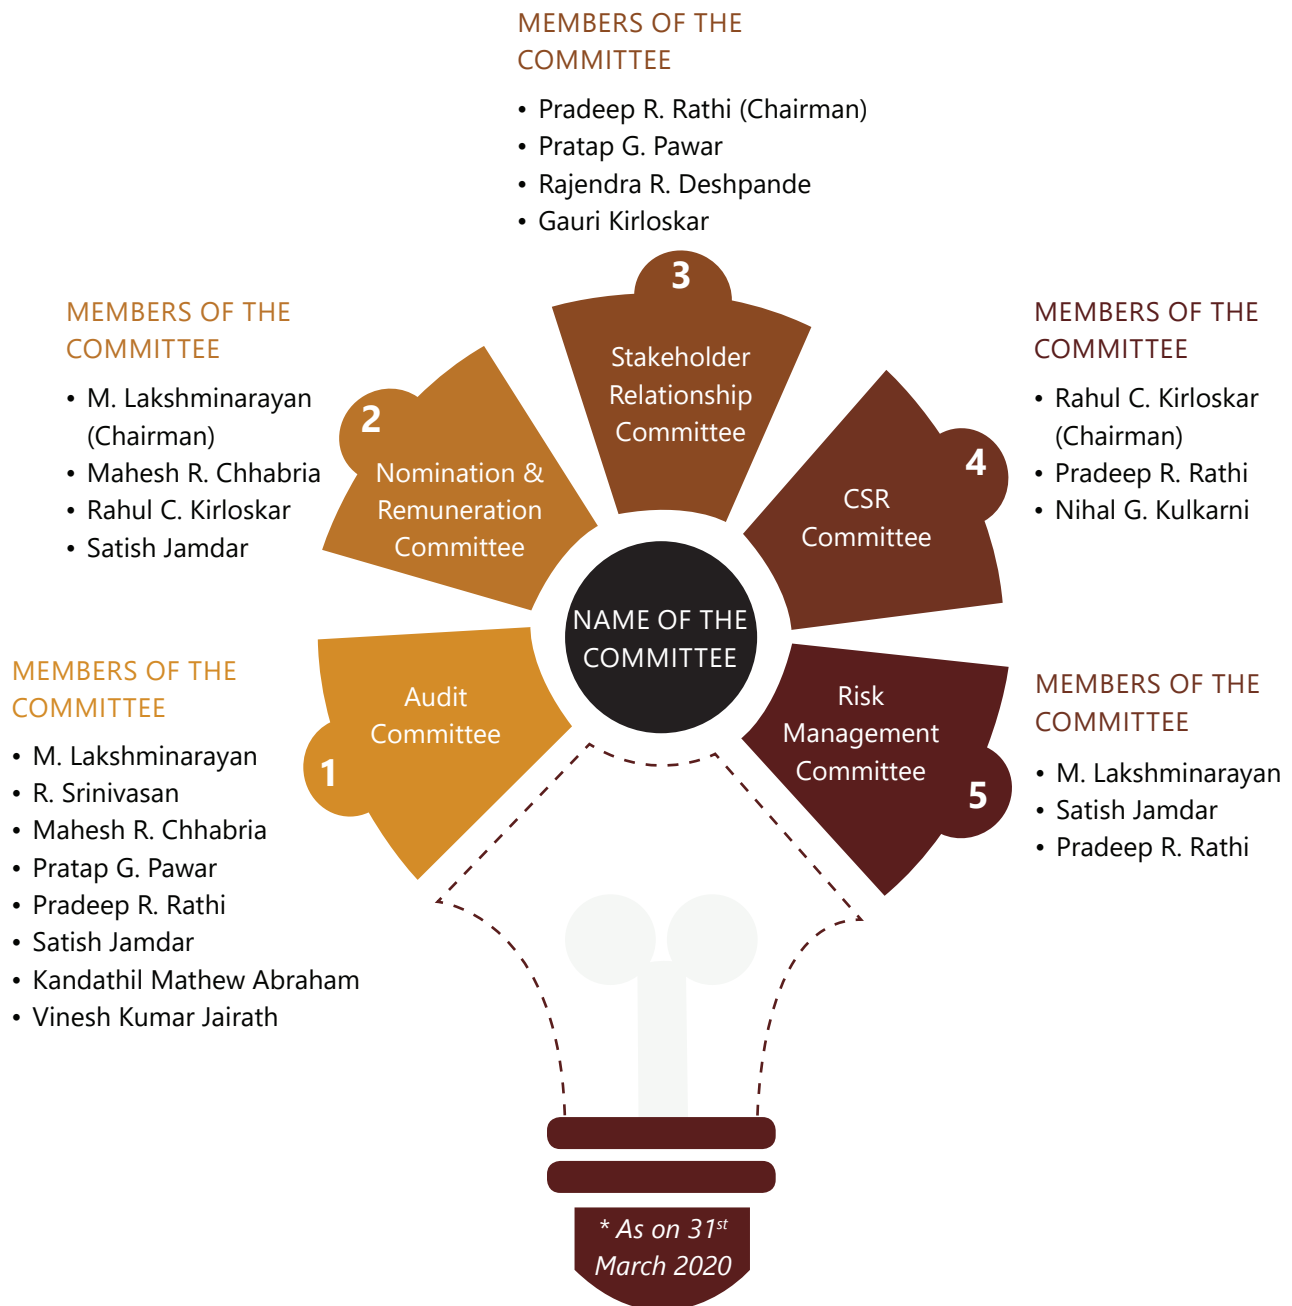 MEMBERS OF THE
COMMITTEE
• Pradeep R. Rathi (Chairman)
• Pratap G. Pawar
• Rajendra R. Deshpande
• Gauri Kirloskar
3
Stakeholder
Relationship
Committee
MEMBERS OF THE
COMMITTEE
• M. Lakshminarayan
(Chairman)
• Mahesh R. Chhabria
• Rahul C. Kirloskar
• Satish Jamdar
2
Nomination &
Remuneration
Committee
MEMBERS OF THE
COMMITTEE
• Rahul C. Kirloskar
(Chairman)
• Pradeep R. Rathi
• Nihal G. Kulkarni
4
CSR
Committee
NAME OF THE
COMMITTEE
MEMBERS OF THE
COMMITTEE
• M. Lakshminarayan
• R. Srinivasan
• Mahesh R. Chhabria
• Pratap G. Pawar
• Pradeep R. Rathi
• Satish Jamdar
• Kandathil Mathew Abraham
• Vinesh Kumar Jairath
Audit
Committee
1
Risk
Management
Committee
5
MEMBERS OF THE
COMMITTEE
• M. Lakshminarayan
• Satish Jamdar
• Pradeep R. Rathi
* As on 31st
March 2020